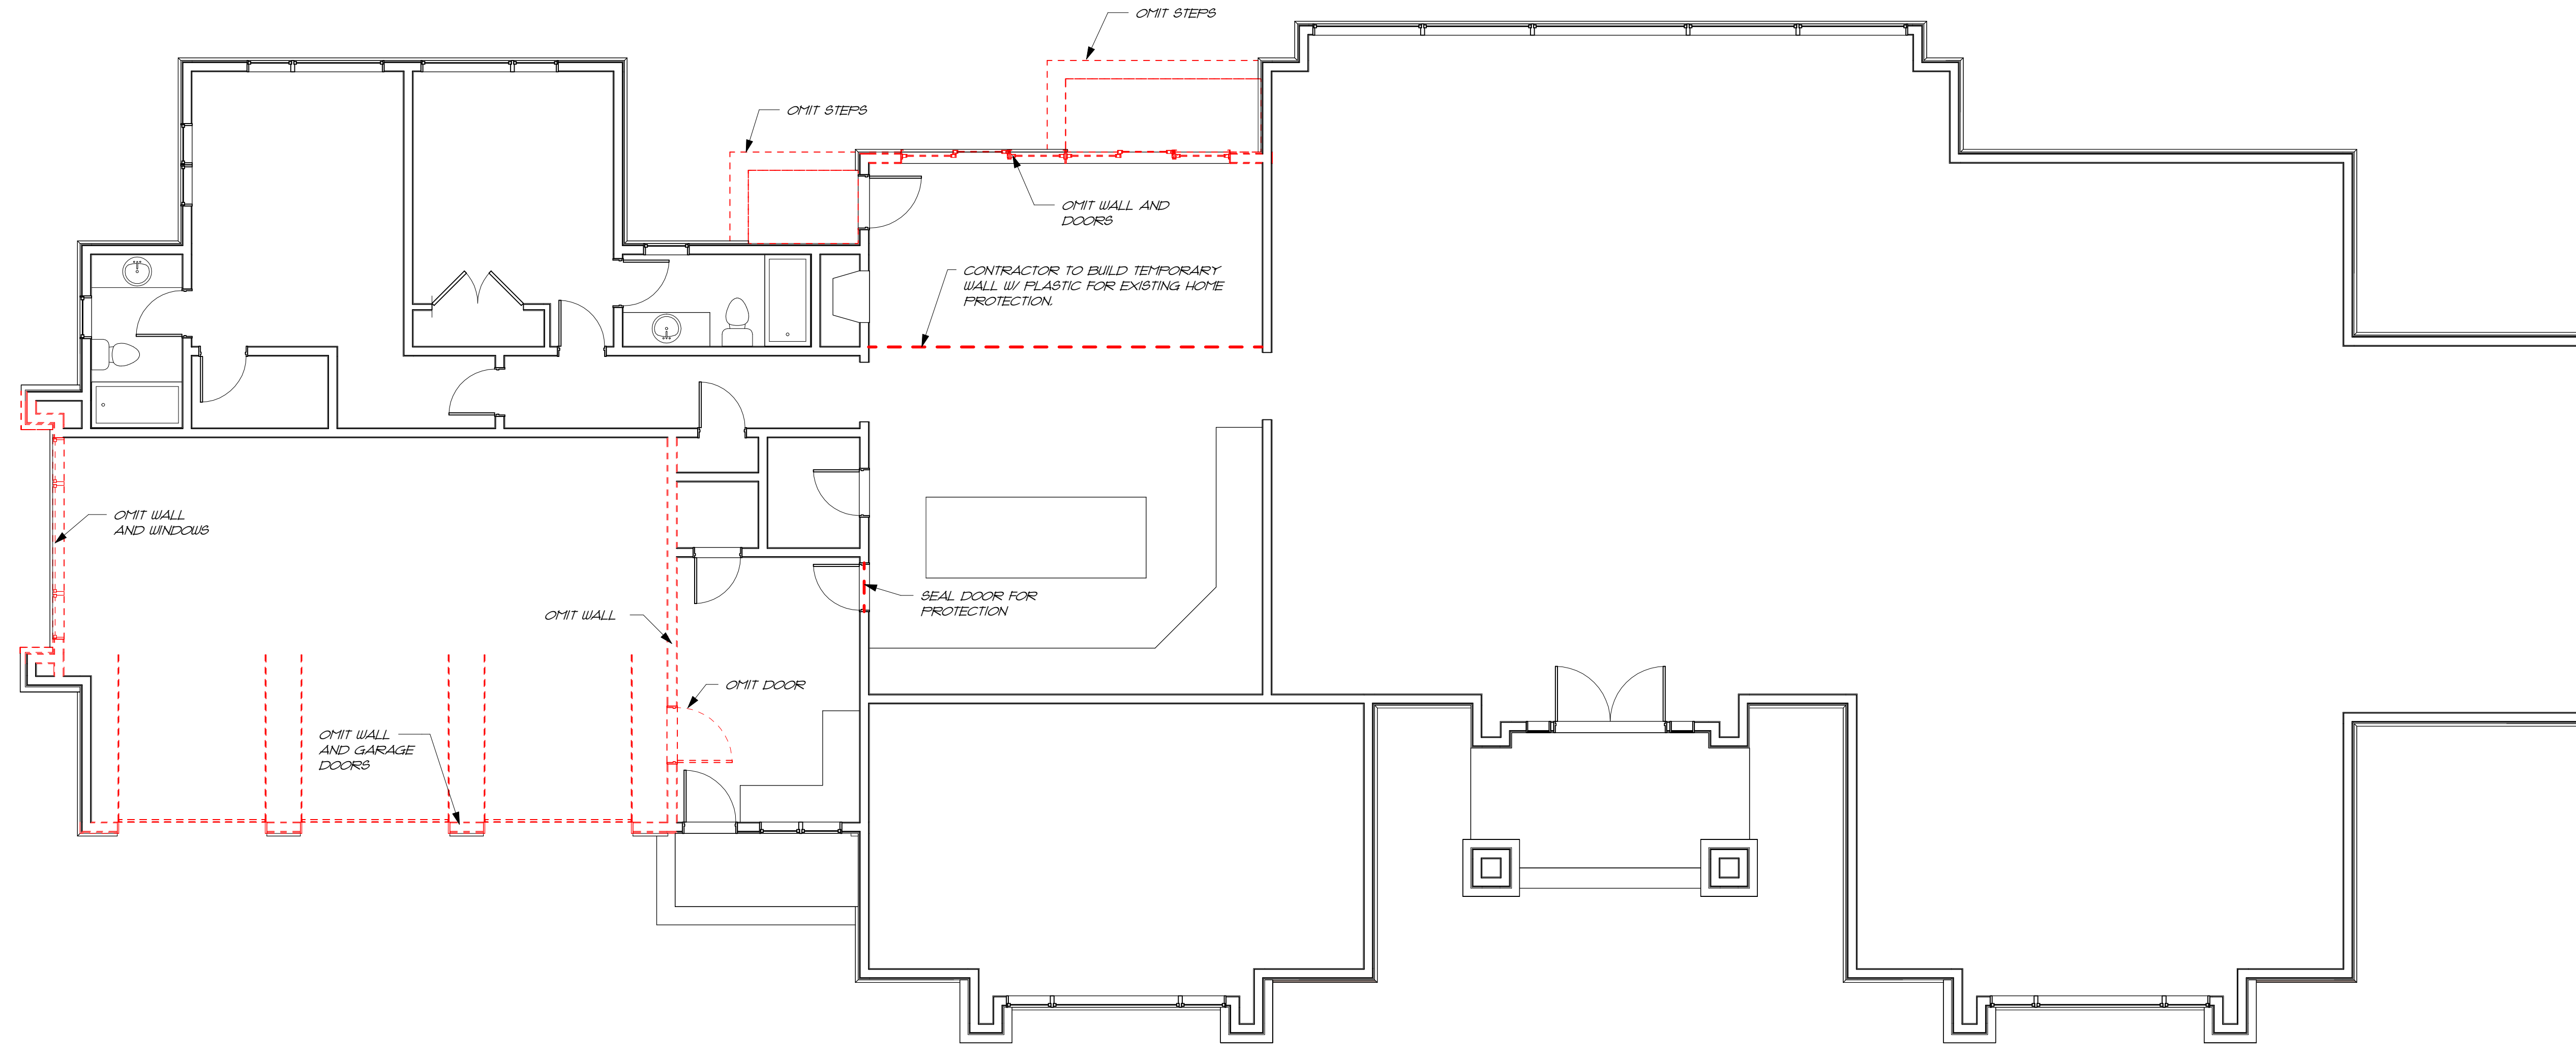 OMIT STEPS
OMIT STEPS
OMIT WALL AND
DOORS
CONTRACTOR TO BUILD TEMPORARY
WALL W/ PLASTIC FOR EXISTING HOME
PROTECTION.
OMIT WALL
AND WINDOWS
SEAL DOOR FOR
PROTECTION
OMIT WALL
OMIT DOOR
OMIT WALL
AND GARAGE
DOORS